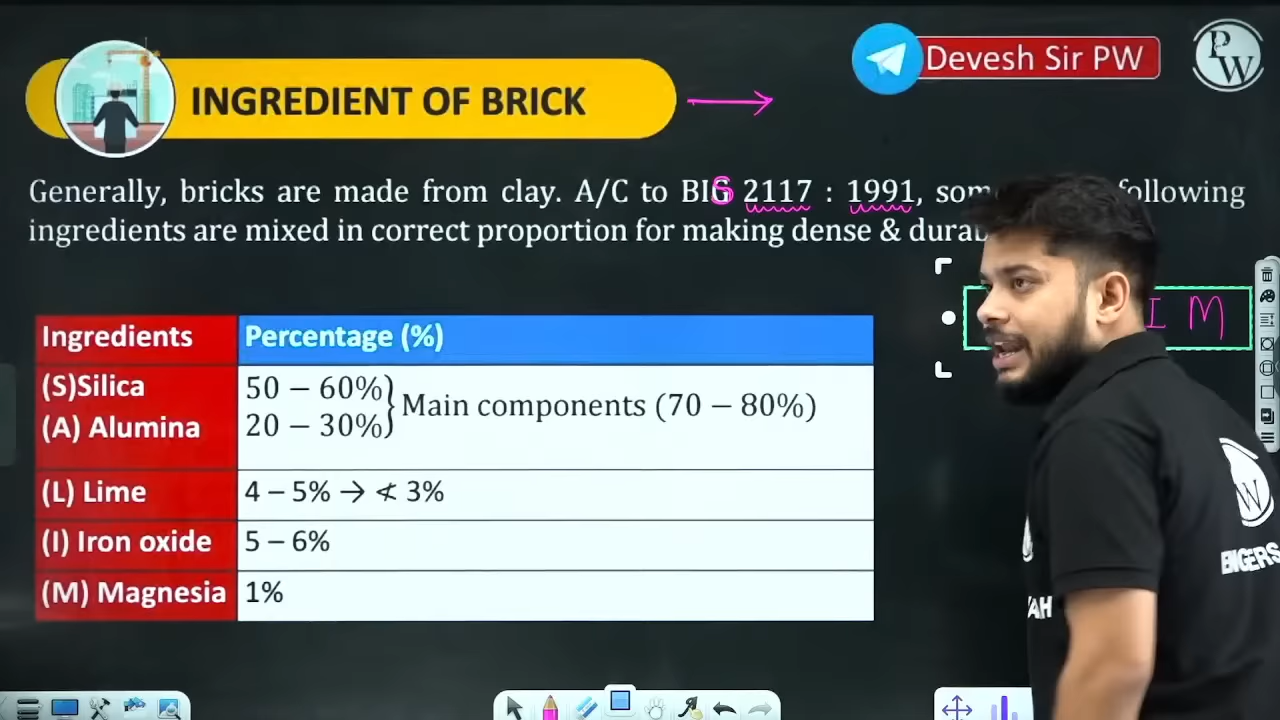 Devesh Sir PW
PW
INGREDIENT OF BRICK
Generally, bricks are made from clay. A/C to BIS 2117 : 1991, following
ingredients are mixed in correct proportion for making dense &
I M
Ingredients Percentage (%)
(S)Silica 50 – 60%
(A) Alumina 20 – 30%
Main components (70 – 80%)
(L) Lime 4 – 5% → ≮ 3%
(I) Iron oxide 5 – 6%
(M) Magnesia 1%
W